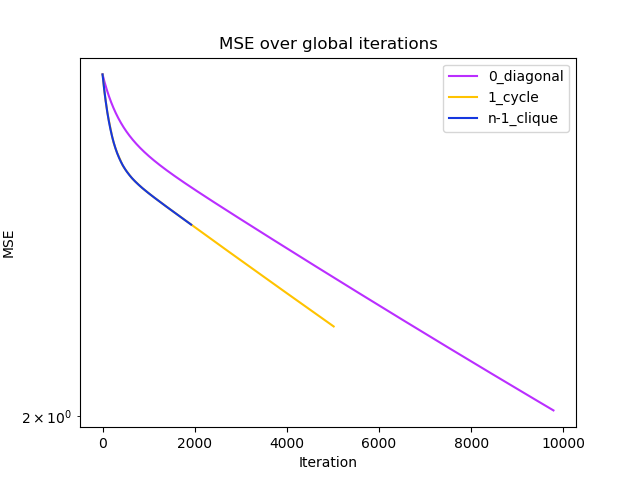 MSE over global iterations
0_diagonal
1_cycle
n-1_clique
MSE
2 × 10⁰
0 2000 4000 6000 8000 10000
Iteration